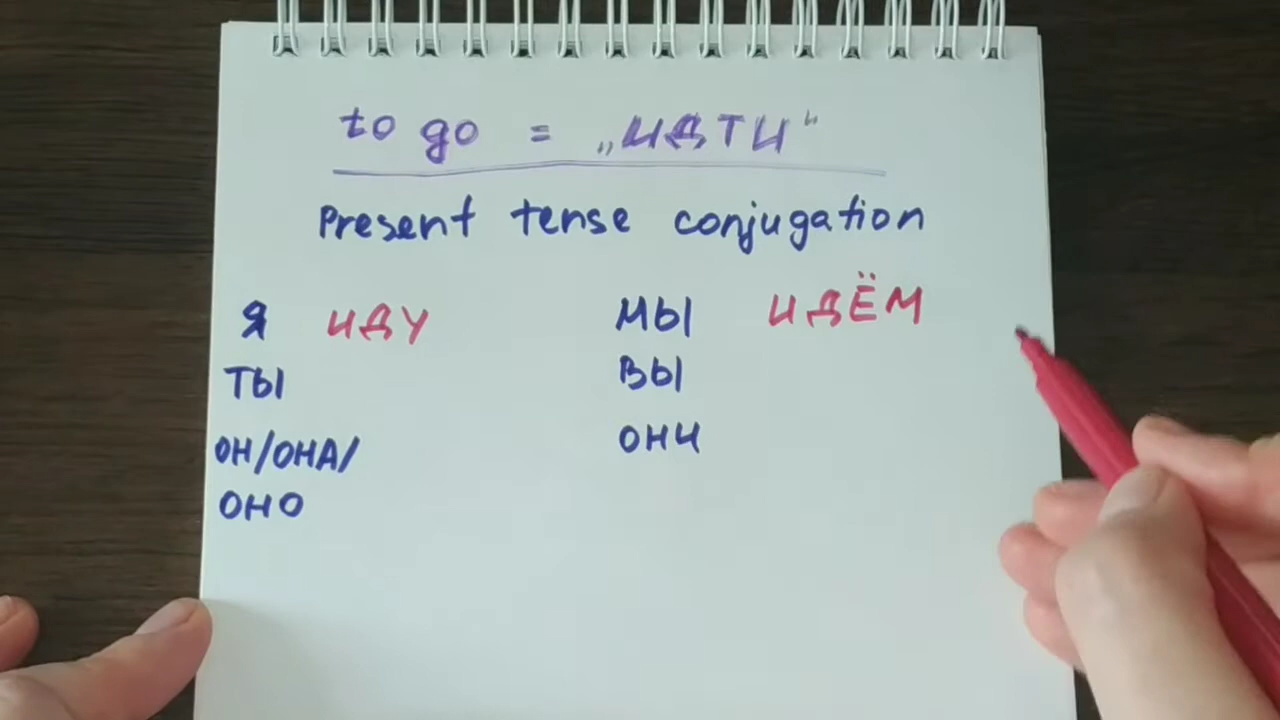 to go = „ИДТИ"
Present tense conjugation
Я ИДУ МЫ ИДЁМ
ТЫ ВЫ
ОН/ОНА/ ОНИ
ОНО